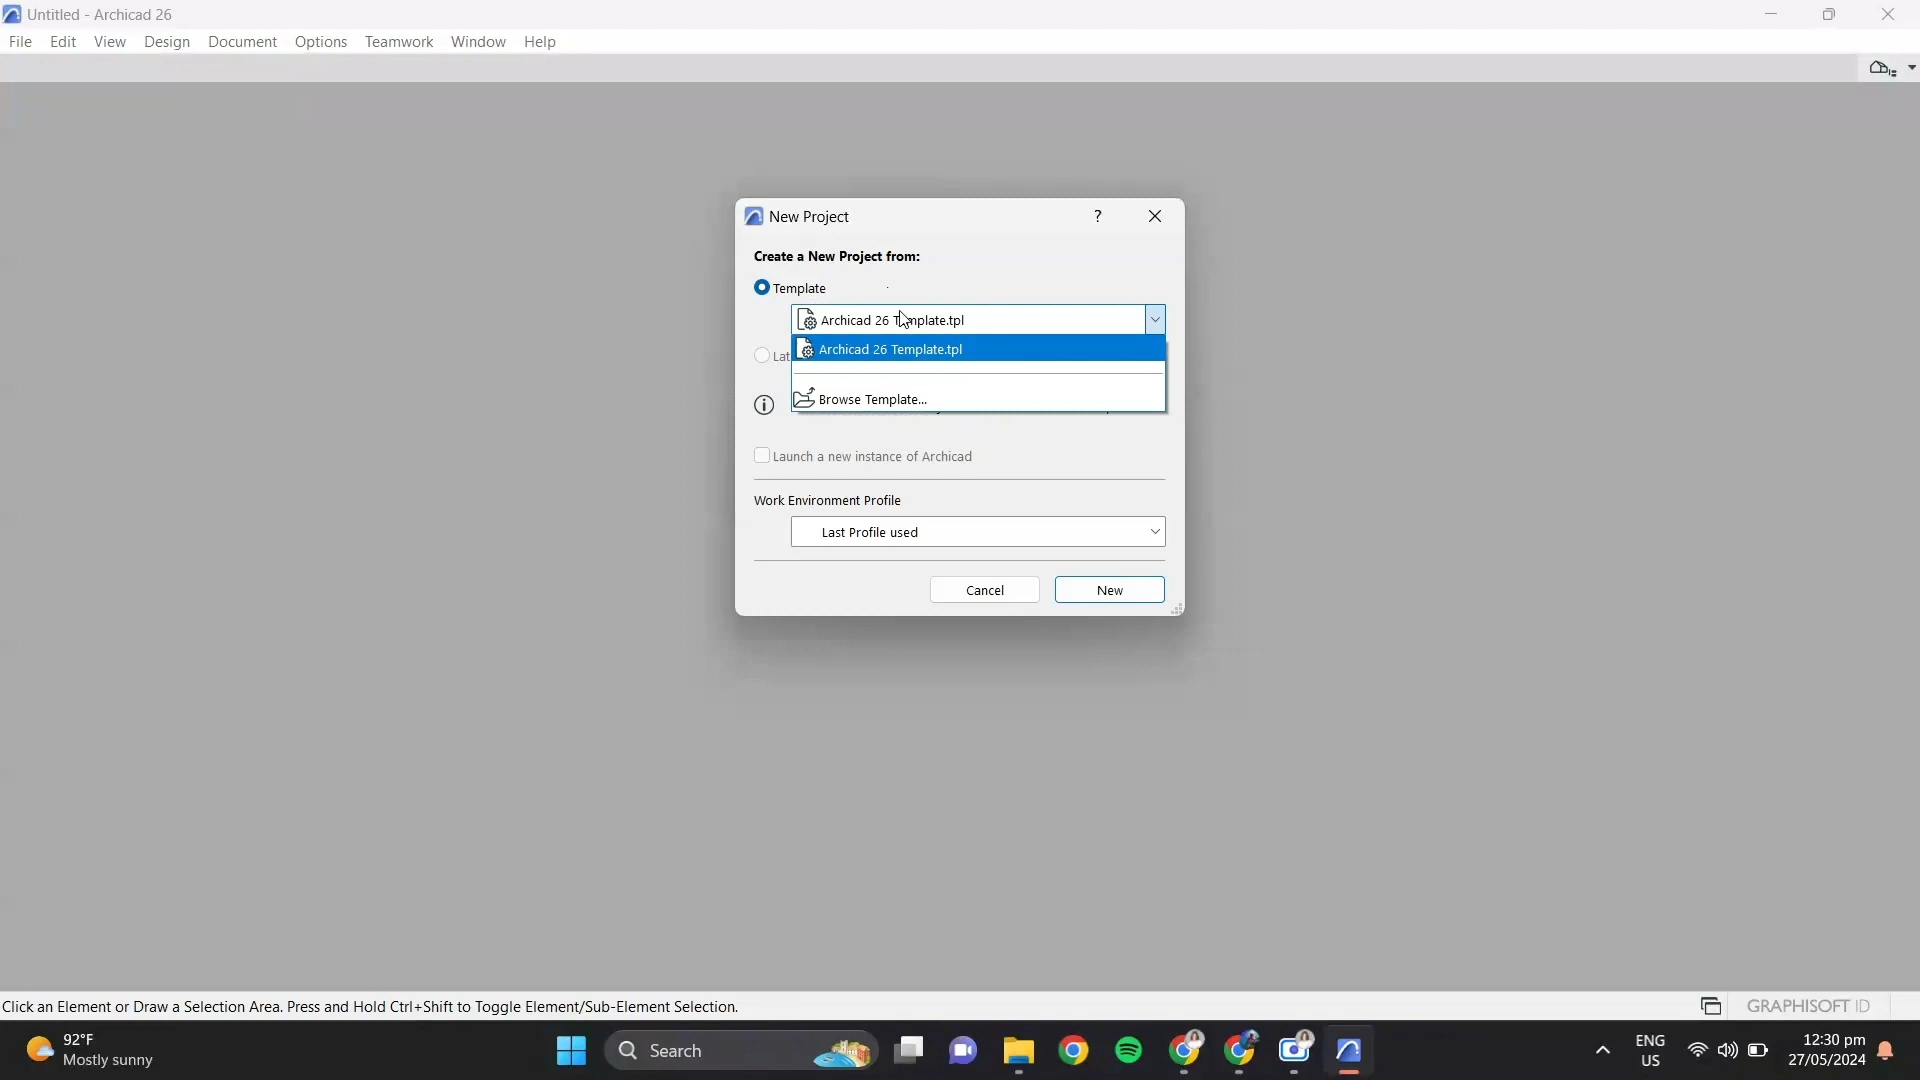 Untitled - Archicad 26
File Edit View Design Document Options Teamwork Window Help
New Project ?
Create a New Project from:
Template
Archicad 26 Template.tpl
Archicad 26 Template.tpl
Browse Template...
Launch a new instance of Archicad
Work Environment Profile
Last Profile used
Cancel New
Click an Element or Draw a Selection Area. Press and Hold Ctrl+Shift to Toggle Element/Sub-Element Selection.
GRAPHISOFT ID
92°F
Mostly sunny
Search
ENG
US
12:30 pm
27/05/2024